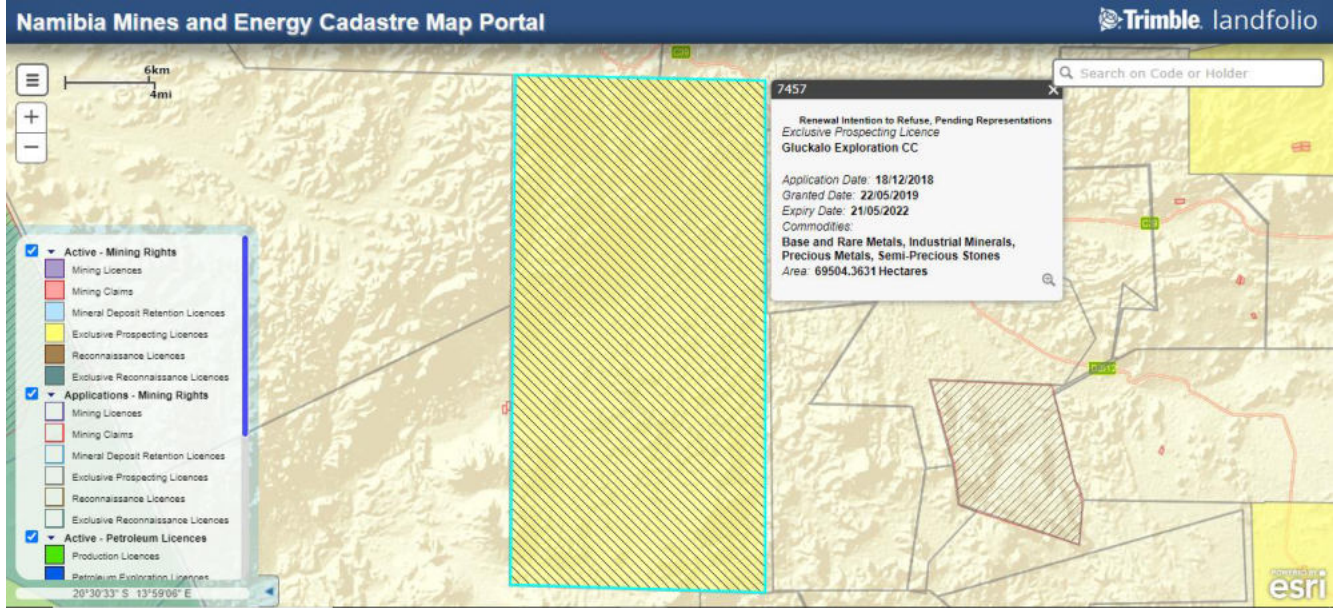 Namibia Mines and Energy Cadastre Map Portal
Trimble. landfolio
6km
4mi
Search on Code or Holder
7457
Renewal Intention to Refuse, Pending Representations
Exclusive Prospecting Licence
Gluckalo Exploration CC
Application Date: 18/12/2018
Granted Date: 22/05/2019
Expiry Date: 21/05/2022
Commodities:
Base and Rare Metals, Industrial Minerals,
Precious Metals, Semi-Precious Stones
Area: 69504.3631 Hectares
Active - Mining Rights
Mining Licences
Mining Claims
Mineral Deposit Retention Licences
Exclusive Prospecting Licences
Reconnaissance Licences
Exclusive Reconnaissance Licences
Applications - Mining Rights
Mining Licences
Mining Claims
Mineral Deposit Retention Licences
Exclusive Prospecting Licences
Reconnaissance Licences
Exclusive Reconnaissance Licences
Active - Petroleum Licences
Production Licences
Petroleum Exploration Licences
20°30'33" S 13°59'06" E
POWERED BY
esri